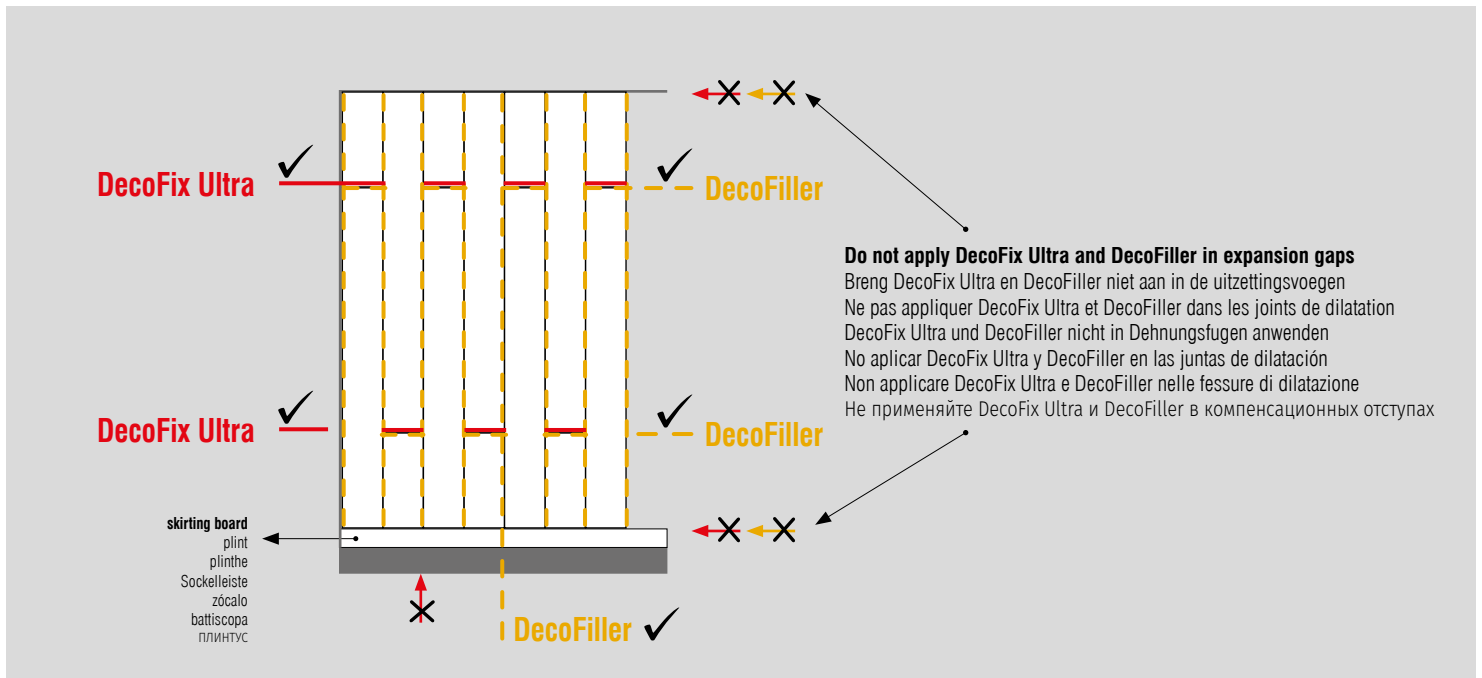 DecoFix Ultra
DecoFiller
Do not apply DecoFix Ultra and DecoFiller in expansion gaps
Breng DecoFix Ultra en DecoFiller niet aan in de uitzettingsvoegen
Ne pas appliquer DecoFix Ultra et DecoFiller dans les joints de dilatation
DecoFix Ultra und DecoFiller nicht in Dehnungsfugen anwenden
No aplicar DecoFix Ultra y DecoFiller en las juntas de dilatación
Non applicare DecoFix Ultra e DecoFiller nelle fessure di dilatazione
Не применяйте DecoFix Ultra и DecoFiller в компенсационных отступах
DecoFix Ultra
DecoFiller
skirting board
plint
plinthe
Sockelleiste
zócalo
battiscopa
плинтус
DecoFiller